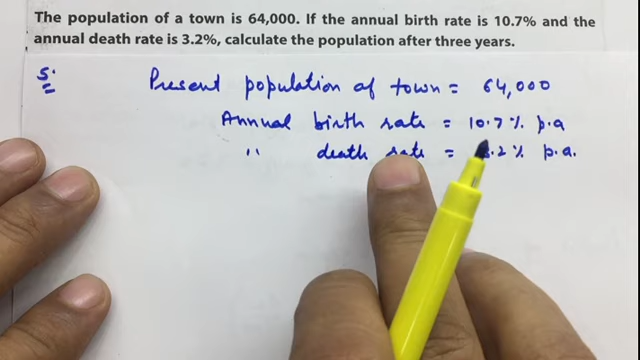 The population of a town is 64,000. If the annual birth rate is 10.7% and the
annual death rate is 3.2%, calculate the population after three years.
S:
Present population of town = 64,000
Annual birth rate = 10.7% p.a
" death rate = 3.2% p.a.